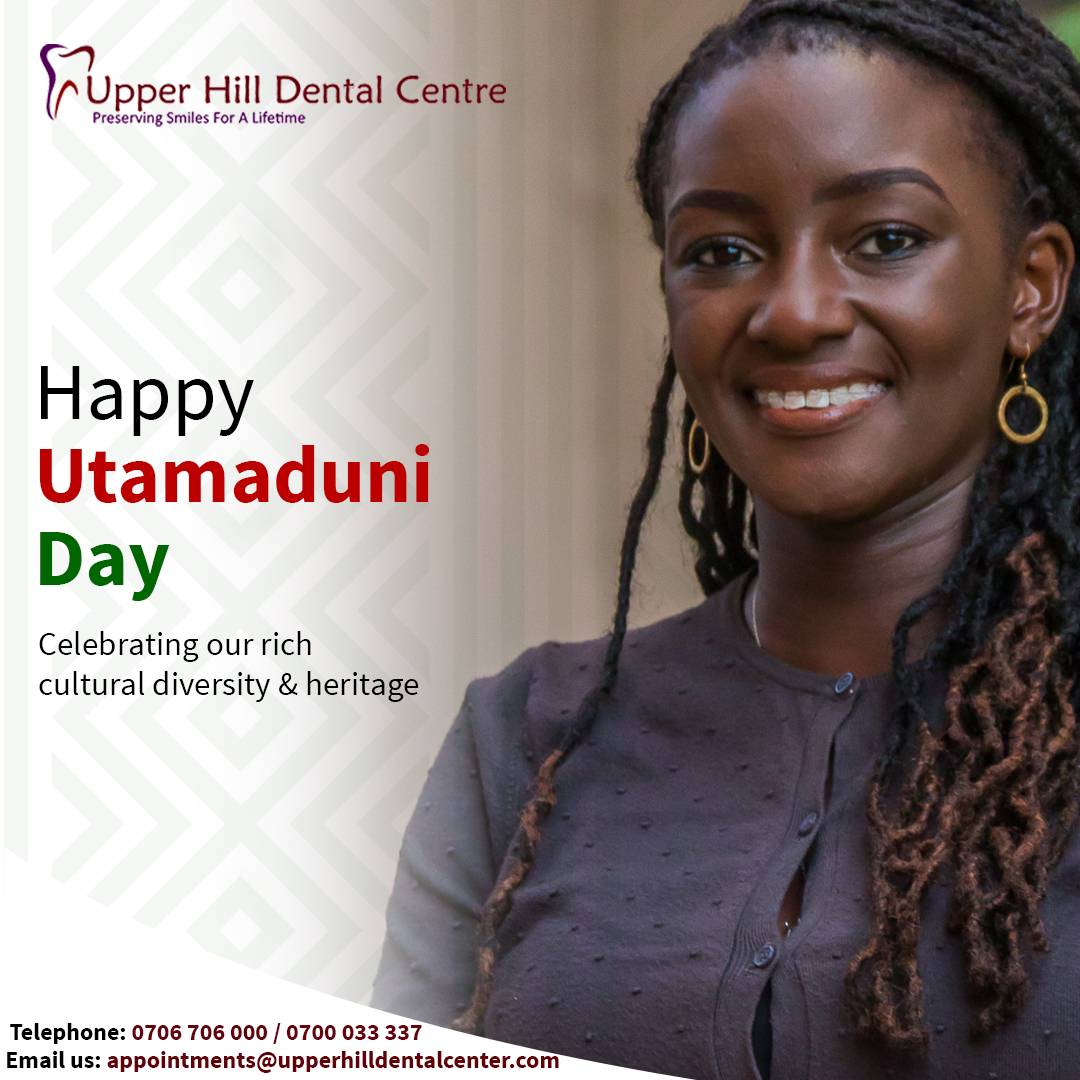 Upper Hill Dental Centre
Preserving Smiles For A Lifetime
Happy
Utamaduni
Day
Celebrating our rich
cultural diversity & heritage
Telephone: 0706 706 000 / 0700 033 337
Email us: appointments@upperhilldentalcenter.com